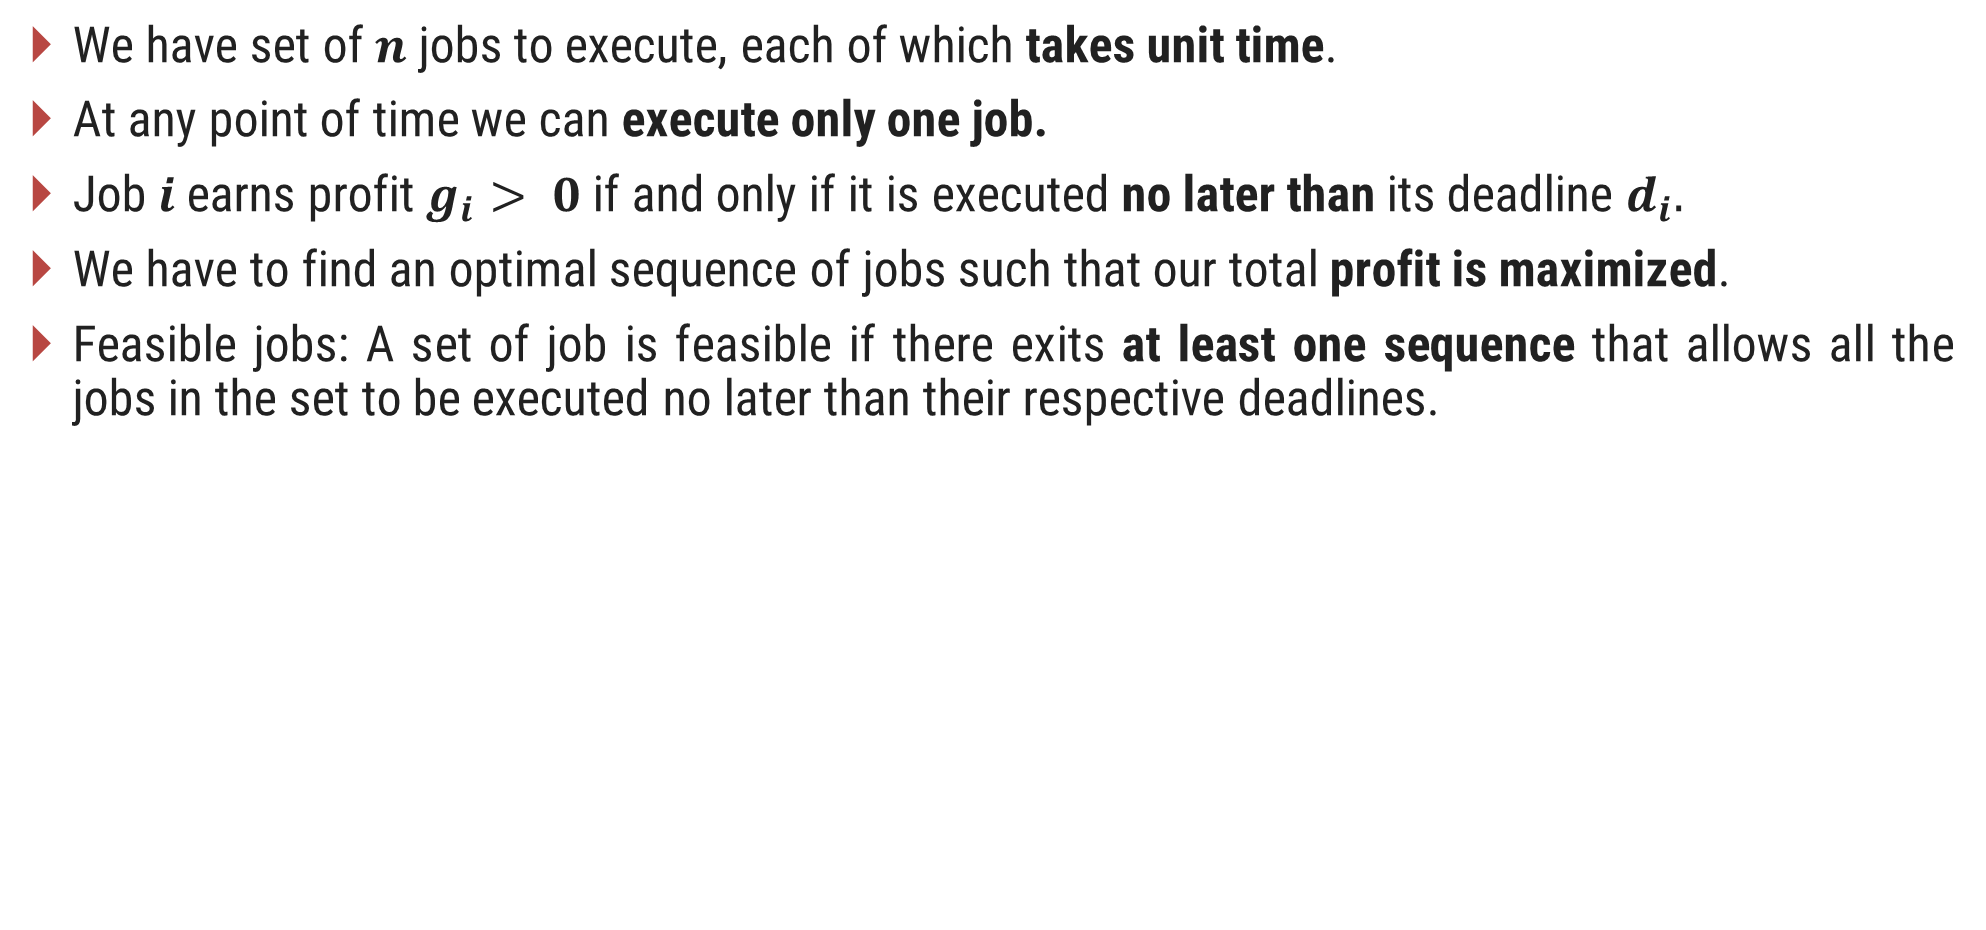 We have set of n jobs to execute, each of which takes unit time.
At any point of time we can execute only one job.
Job i earns profit gᵢ > 0 if and only if it is executed no later than its deadline dᵢ.
We have to find an optimal sequence of jobs such that our total profit is maximized.
Feasible jobs: A set of job is feasible if there exits at least one sequence that allows all the
jobs in the set to be executed no later than their respective deadlines.